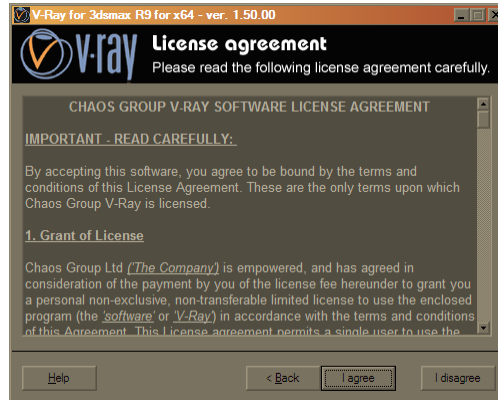 V-Ray for 3dsmax R9 for x64 - ver. 1.50.00
v·ray
License agreement
Please read the following license agreement carefully.
CHAOS GROUP V-RAY SOFTWARE LICENSE AGREEMENT
IMPORTANT - READ CAREFULLY:
By accepting this software, you agree to be bound by the terms and
conditions of this License Agreement. These are the only terms upon which
Chaos Group V-Ray is licensed.
1. Grant of License
Chaos Group Ltd ('The Company') is empowered, and has agreed in
consideration of the payment by you of the license fee hereunder to grant you
a personal non-exclusive, non-transferable limited license to use the enclosed
program (the 'software' or 'V-Ray') in accordance with the terms and conditions
of this Agreement. This License agreement permits a single user to use the
Help
< Back
I agree
I disagree